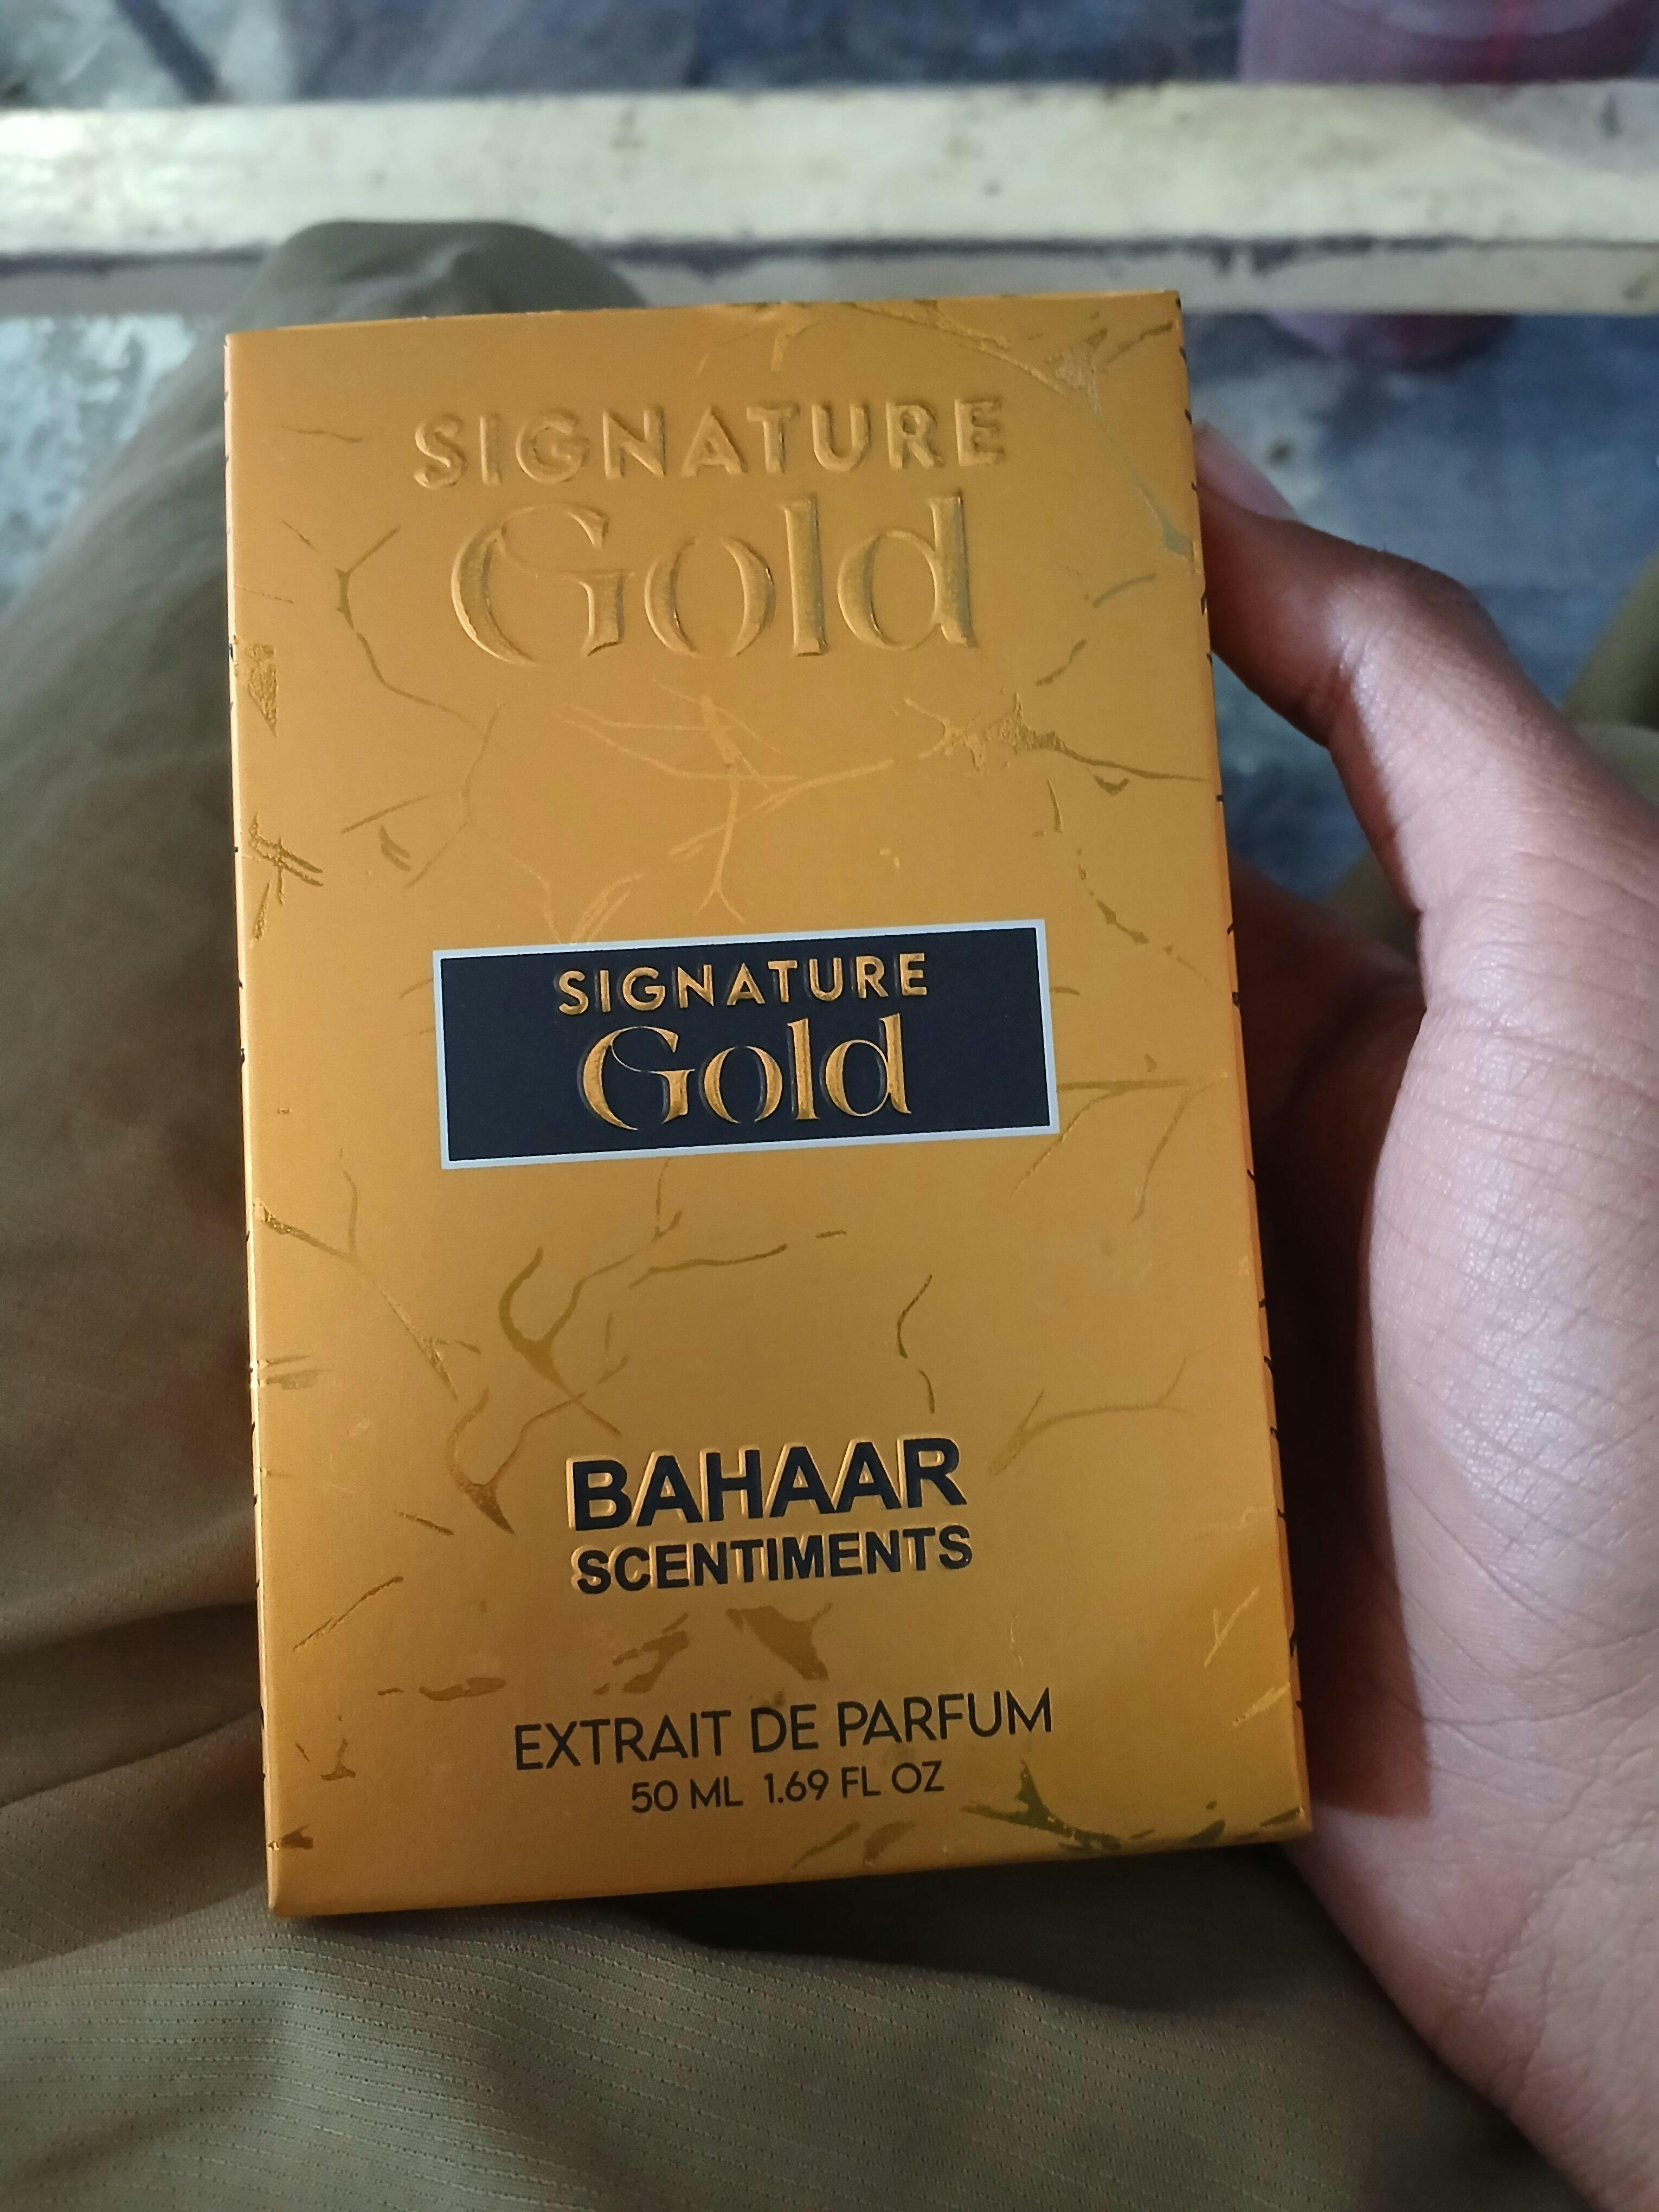 SIGNATURE
Gold
SIGNATURE
Gold
BAHAAR
SCENTIMENTS
EXTRAIT DE PARFUM
50 ML 1.69 FL OZ